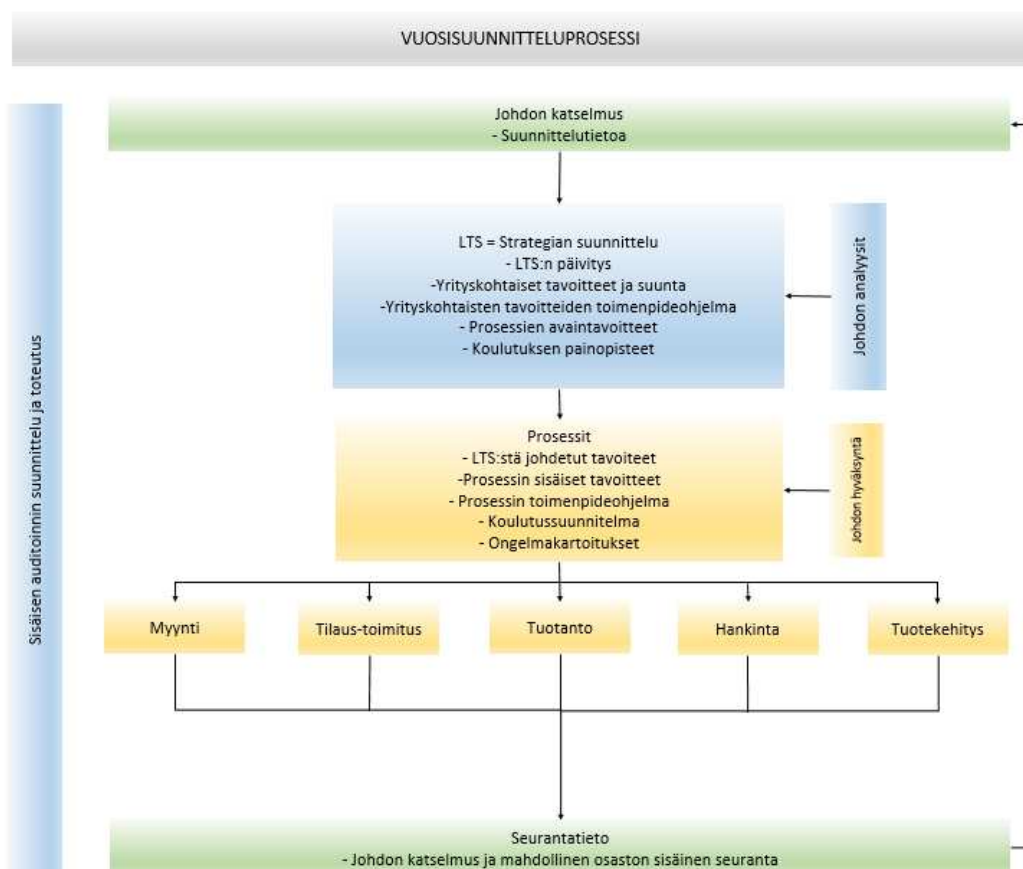 VUOSISUUNNITTELUPROSESSI
Sisäisen auditoinnin suunnittelu ja toteutus
Johdon katselmus
- Suunnittelutietoa
LTS = Strategian suunnittelu
- LTS:n päivitys
-Yrityskohtaiset tavoitteet ja suunta
-Yrityskohtaisten tavoitteiden toimenpideohjelma
- Prosessien avaintavoitteet
- Koulutuksen painopisteet
Johdon analyysit
Prosessit
- LTS:stä johdetut tavoiteet
-Prosessin sisäiset tavoitteet
- Prosessin toimenpideohjelma
- Koulutussuunnitelma
- Ongelmakartoitukset
Johdon hyväksyntä
Myynti
Tilaus-toimitus
Tuotanto
Hankinta
Tuotekehitys
Seurantatieto
- Johdon katselmus ja mahdollinen osaston sisäinen seuranta